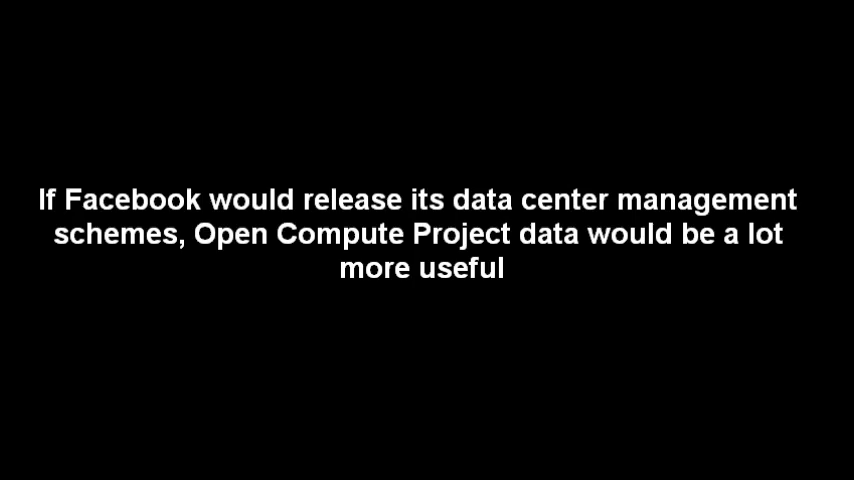 If Facebook would release its data center management
schemes, Open Compute Project data would be a lot
more useful